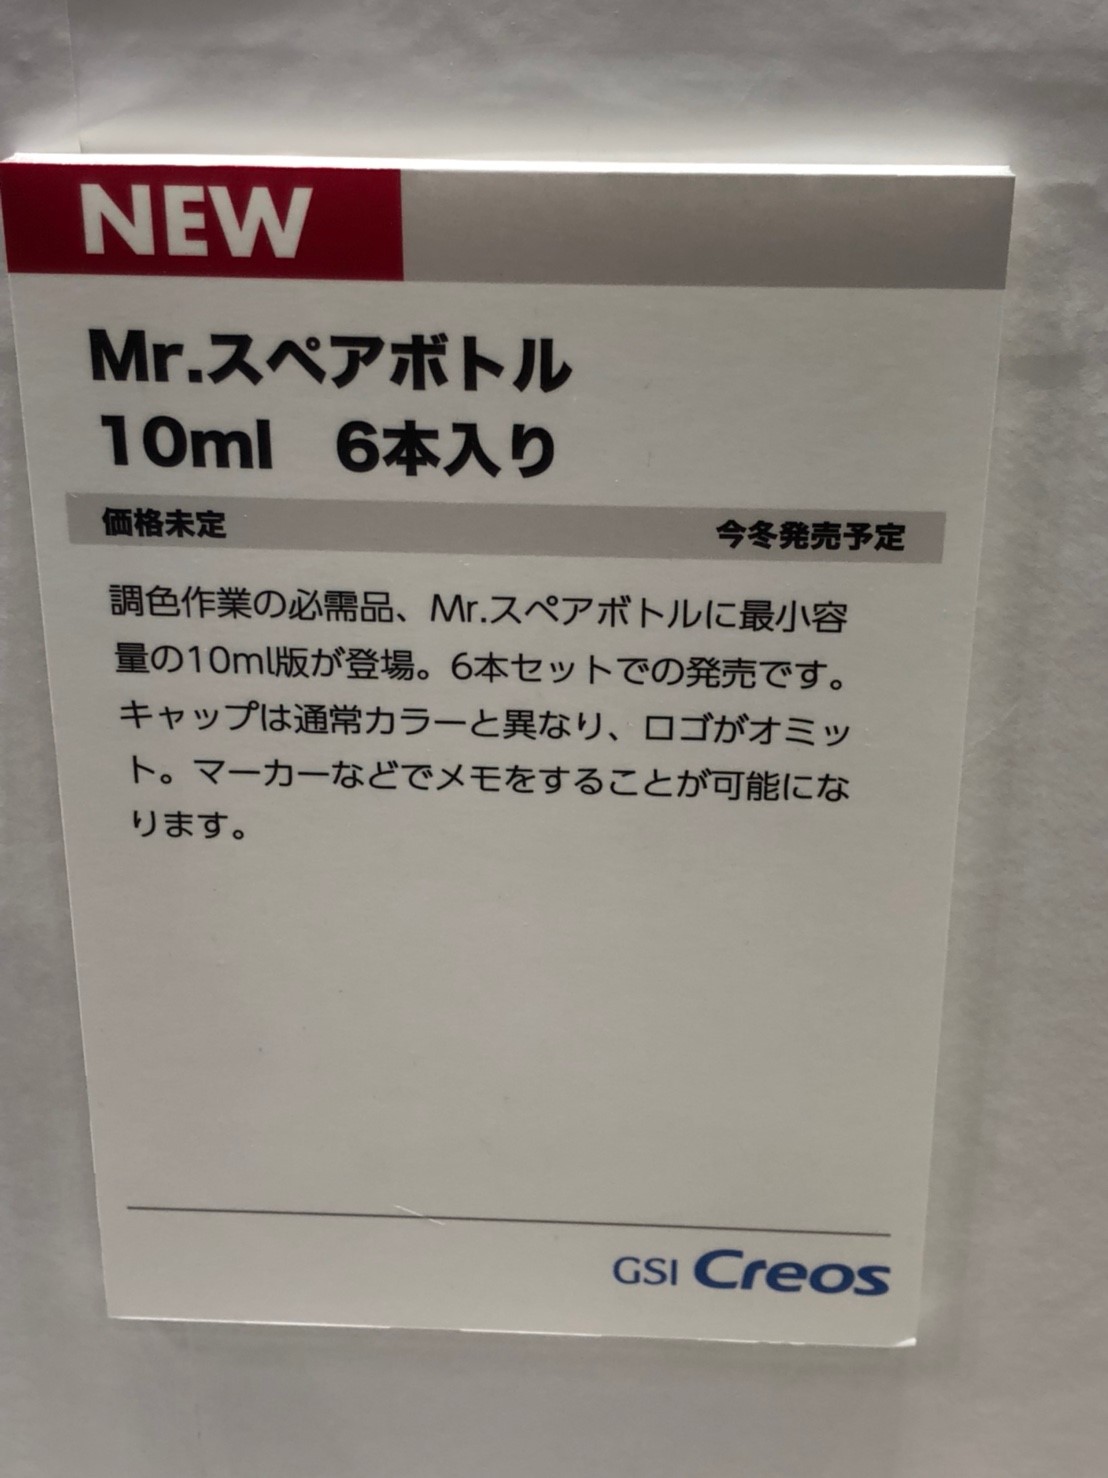 NEW
Mr.スペアボトル
10ml　6本入り
価格未定
今冬発売予定
調色作業の必需品、Mr.スペアボトルに最小容
量の10ml版が登場。6本セットでの発売です。
キャップは通常カラーと異なり、ロゴがオミッ
ト。マーカーなどでメモをすることが可能にな
ります。
GSI Creos